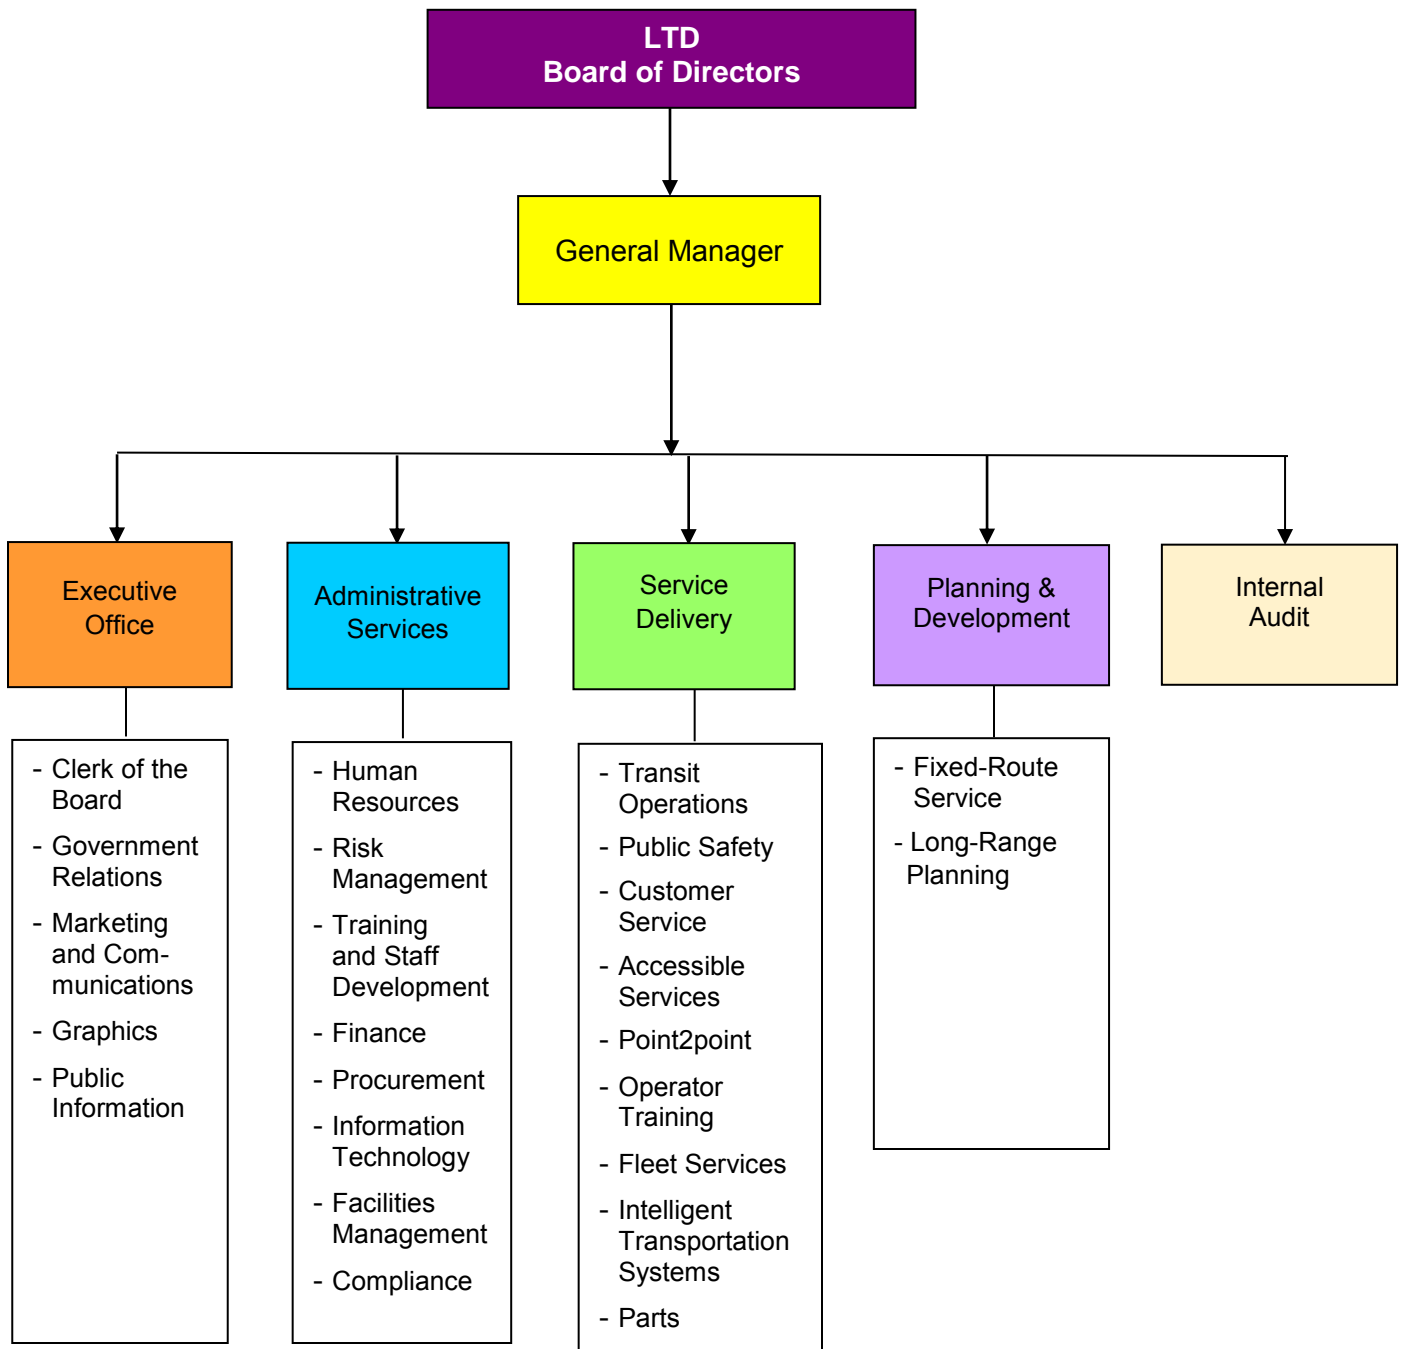 LTD
Board of Directors
General Manager
Executive
Office
Administrative
Services
Service
Delivery
Planning &
Development
Internal
Audit
- Clerk of the
Board
- Government
Relations
- Marketing
and Com-
munications
- Graphics
- Public
Information
- Human
Resources
- Risk
Management
- Training
and Staff
Development
- Finance
- Procurement
- Information
Technology
- Facilities
Management
- Compliance
- Transit
Operations
- Public Safety
- Customer
Service
- Accessible
Services
- Point2point
- Operator
Training
- Fleet Services
- Intelligent
Transportation
Systems
- Parts
- Fixed-Route
Service
- Long-Range
Planning